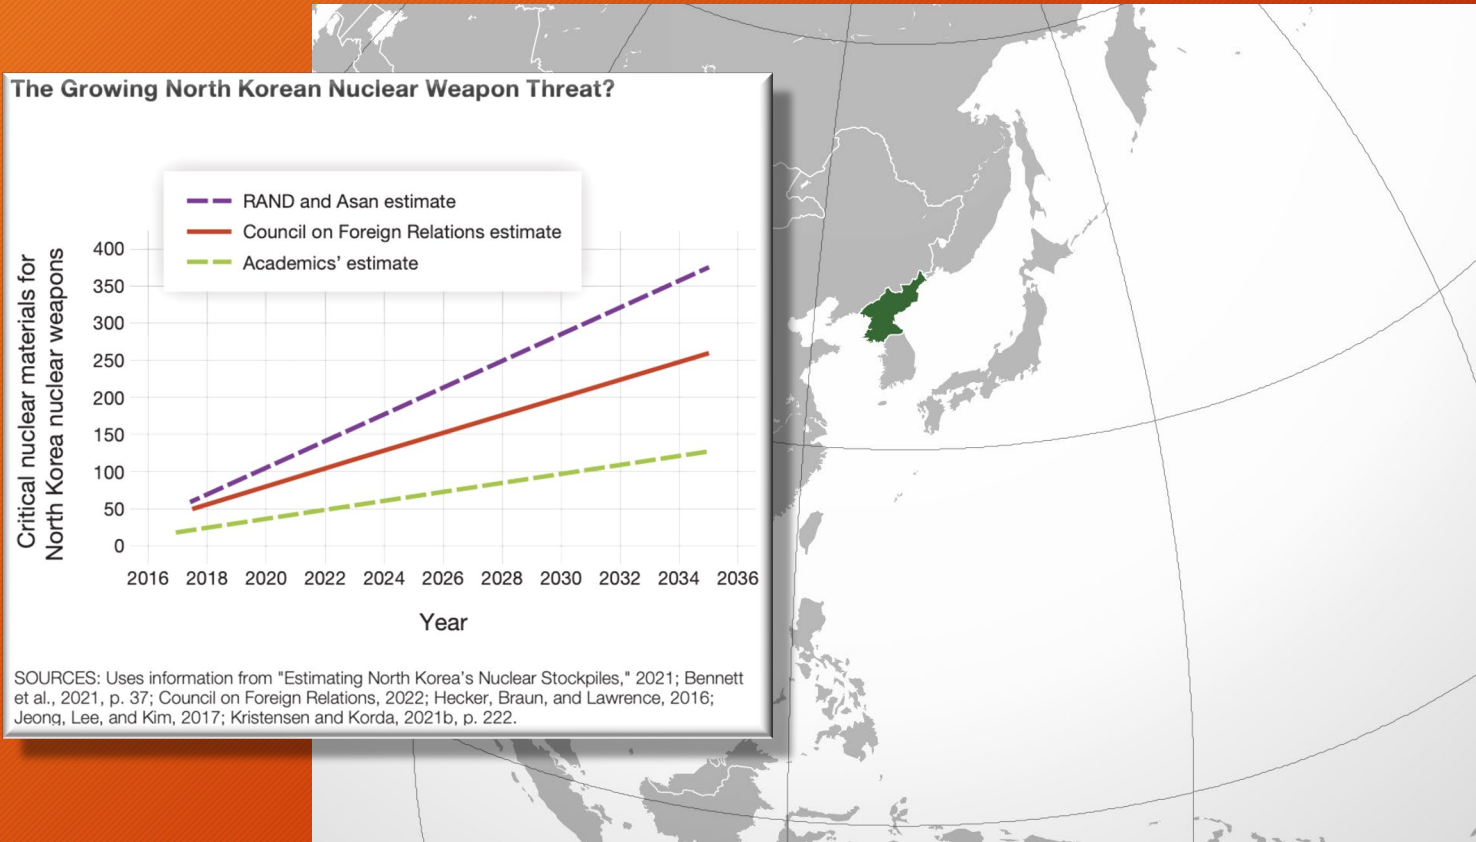 The Growing North Korean Nuclear Weapon Threat?
RAND and Asan estimate
Council on Foreign Relations estimate
Academics' estimate
Critical nuclear materials for
North Korea nuclear weapons
400
350
300
250
200
150
100
50
0
2016 2018 2020 2022 2024 2026 2028 2030 2032 2034 2036
Year
SOURCES: Uses information from "Estimating North Korea's Nuclear Stockpiles," 2021; Bennett
et al., 2021, p. 37; Council on Foreign Relations, 2022; Hecker, Braun, and Lawrence, 2016;
Jeong, Lee, and Kim, 2017; Kristensen and Korda, 2021b, p. 222.